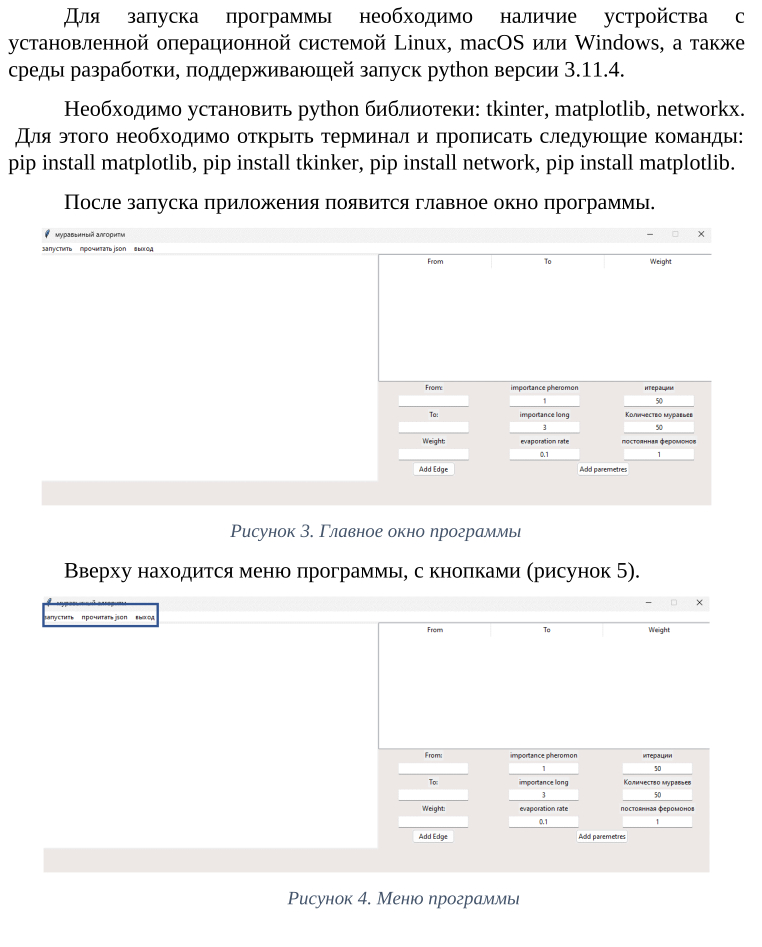 Для запуска программы необходимо наличие устройства с
установленной операционной системой Linux, macOS или Windows, а также
среды разработки, поддерживающей запуск python версии 3.11.4.
Необходимо установить python библиотеки: tkinter, matplotlib, networkx.
Для этого необходимо открыть терминал и прописать следующие команды:
pip install matplotlib, pip install tkinker, pip install network, pip install matplotlib.
После запуска приложения появится главное окно программы.
муравьиный алгоритм
запустить прочитать json выход
From To Weight
From: importance pheromon итерации
1 50
To: importance long Количество муравьев
3 50
Weight: evaporation rate постоянная феромонов
0.1 1
Add Edge Add paremetres
Рисунок 3. Главное окно программы
Вверху находится меню программы, с кнопками (рисунок 5).
муравьиный алгоритм
запустить прочитать json выход
From To Weight
From: importance pheromon итерации
1 50
To: importance long Количество муравьев
3 50
Weight: evaporation rate постоянная феромонов
0.1 1
Add Edge Add paremetres
Рисунок 4. Меню программы